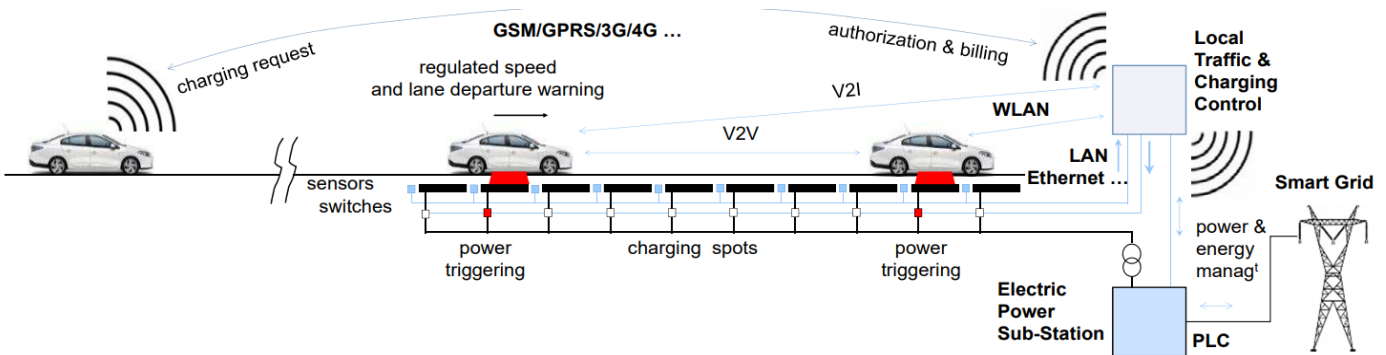 GSM/GPRS/3G/4G ...
charging request
authorization & billing
regulated speed
and lane departure warning
V2I
V2V
WLAN
Local
Traffic &
Charging
Control
LAN
Ethernet ...
sensors
switches
power
triggering
charging spots
power
triggering
Smart Grid
power &
energy
managᵗ
Electric
Power
Sub-Station
PLC